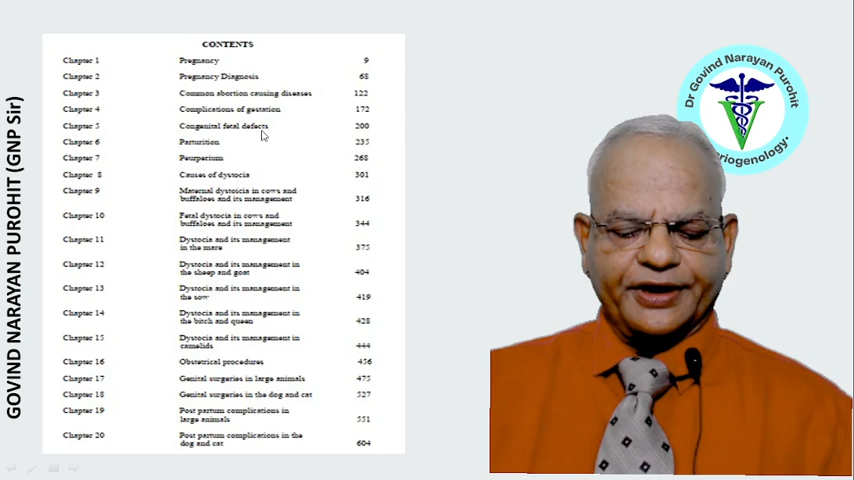 GOVIND NARAYAN PUROHIT (GNP Sir)
CONTENTS
Chapter 1 Pregnancy 9
Chapter 2 Pregnancy Diagnosis 68
Chapter 3 Common abortion causing diseases 122
Chapter 4 Complications of gestation 172
Chapter 5 Congenital fetal defects 200
Chapter 6 Parturition 235
Chapter 7 Peurperium 268
Chapter 8 Causes of dystocia 301
Chapter 9 Maternal dystoicia in cows and
buffaloes and its management 316
Chapter 10 Fetal dystocia in cows and
buffaloes and its management 344
Chapter 11 Dystocia and its management
in the mare 375
Chapter 12 Dystocia and its management in
the sheep and goat 404
Chapter 13 Dystocia and its management in
the sow 419
Chapter 14 Dystocia and its management in
the bitch and queen 428
Chapter 15 Dystocia and its management in
camelids 444
Chapter 16 Obstetrical procedures 456
Chapter 17 Genital surgeries in large animals 475
Chapter 18 Genital surgeries in the dog and cat 527
Chapter 19 Post partum complications in
large animals 551
Chapter 20 Post partum complications in the
dog and cat 604
Dr Govind Narayan Purohit
V